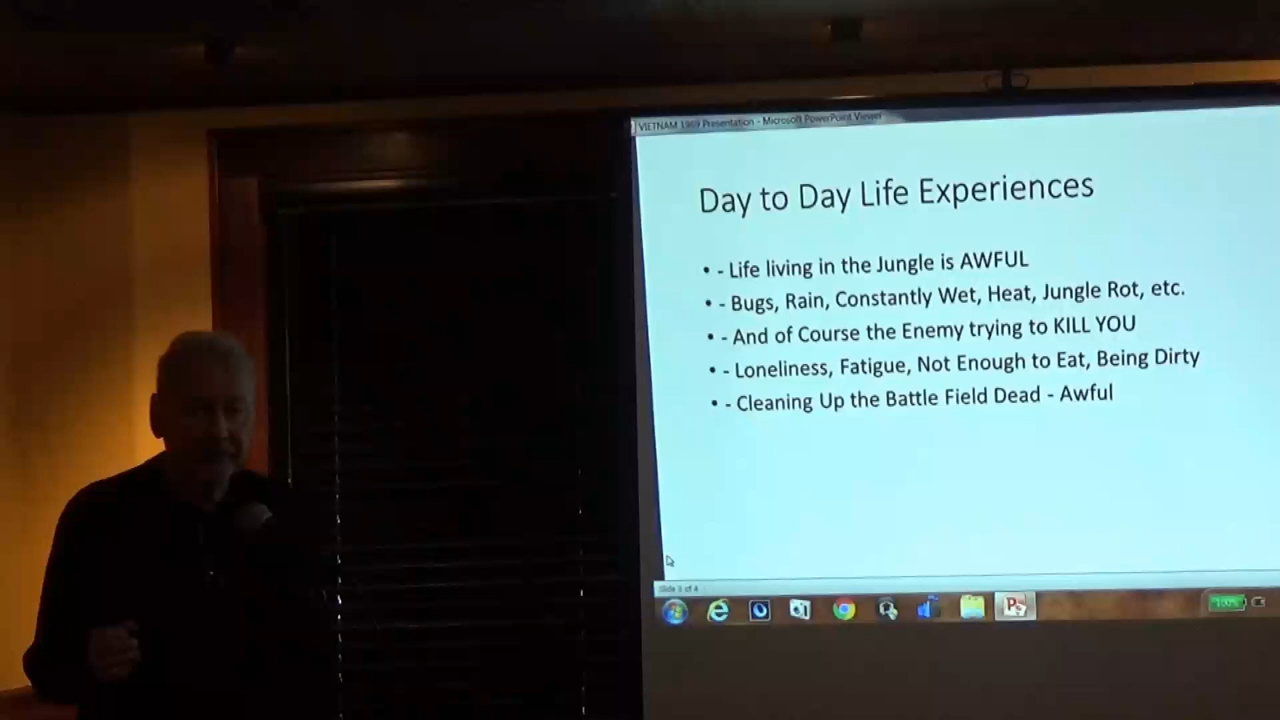 VIETNAM 1969 Presentation - Microsoft PowerPoint Viewer
Day to Day Life Experiences
• - Life living in the Jungle is AWFUL
• - Bugs, Rain, Constantly Wet, Heat, Jungle Rot, etc.
• - And of Course the Enemy trying to KILL YOU
• - Loneliness, Fatigue, Not Enough to Eat, Being Dirty
• - Cleaning Up the Battle Field Dead - Awful
Slide 3 of 4
100%